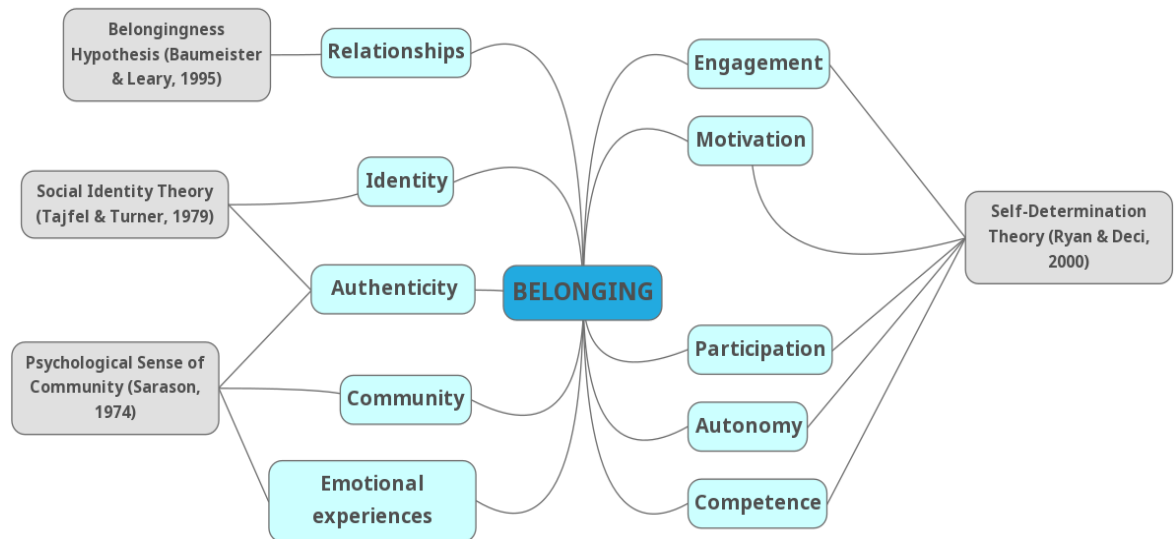 Belongingness
Hypothesis (Baumeister
& Leary, 1995)
Relationships
Engagement
Motivation
Identity
Social Identity Theory
(Tajfel & Turner, 1979)
Self-Determination
Theory (Ryan & Deci,
2000)
Authenticity
BELONGING
Participation
Psychological Sense of
Community (Sarason,
1974)
Community
Autonomy
Emotional
experiences
Competence